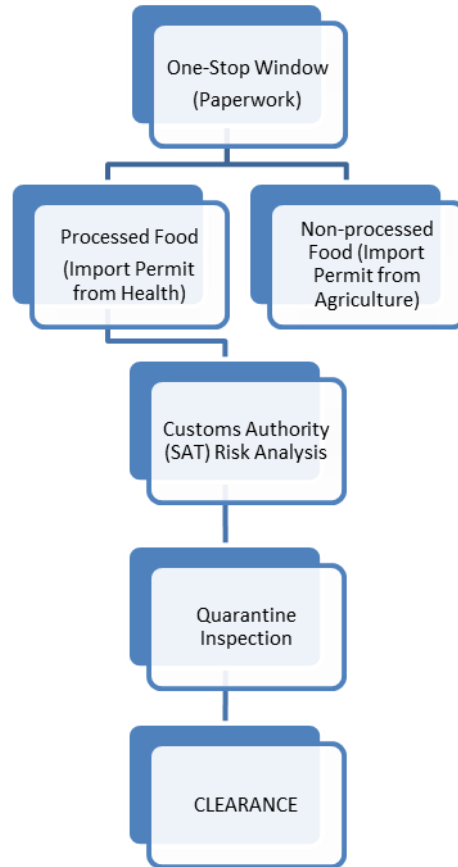 One-Stop Window
(Paperwork)
Processed Food
(Import Permit
from Health)
Non-processed
Food (Import
Permit from
Agriculture)
Customs Authority
(SAT) Risk Analysis
Quarantine
Inspection
CLEARANCE